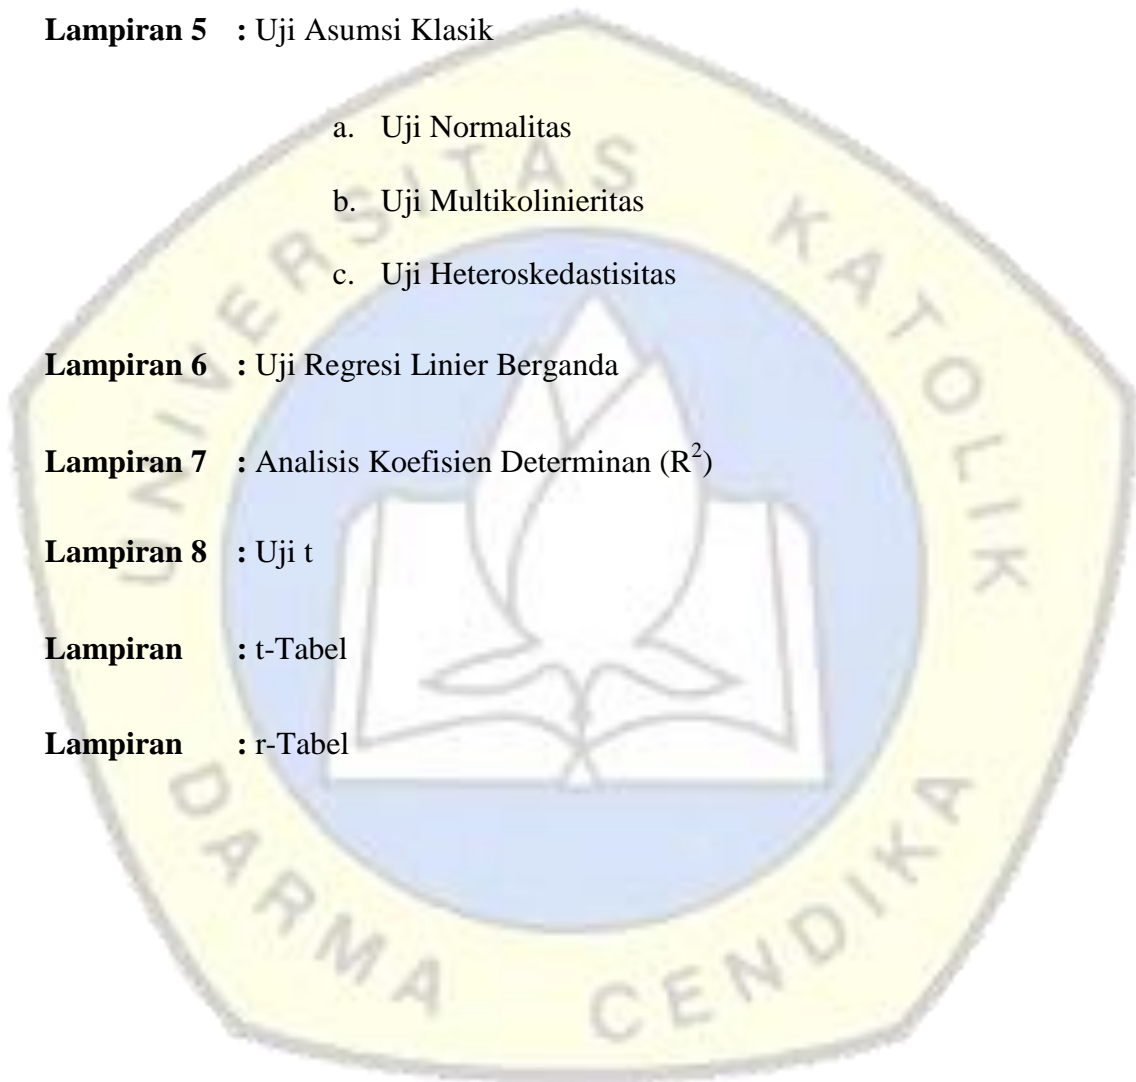 Lampiran 5 : Uji Asumsi Klasik
a. Uji Normalitas
b. Uji Multikolinieritas
c. Uji Heteroskedastisitas
Lampiran 6 : Uji Regresi Linier Berganda
Lampiran 7 : Analisis Koefisien Determinan (R²)
Lampiran 8 : Uji t
Lampiran : t-Tabel
Lampiran : r-Tabel
UNIVERSITAS KATOLIK
DARMA CENDIKA